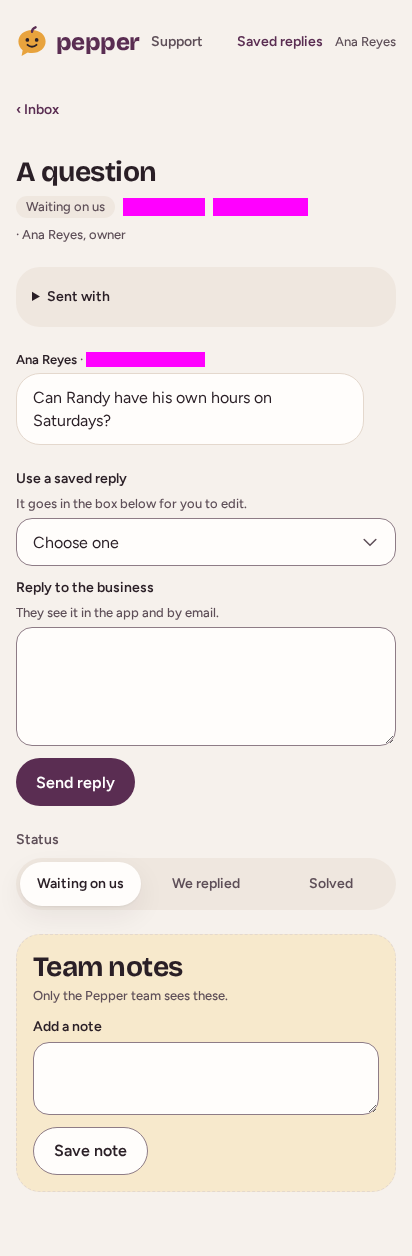 pepper Support Saved replies Ana Reyes
‹ Inbox
A question
Waiting on us
· Ana Reyes, owner
Sent with
Ana Reyes ·
Can Randy have his own hours on
Saturdays?
Use a saved reply
It goes in the box below for you to edit.
Choose one
Reply to the business
They see it in the app and by email.
Send reply
Status
Waiting on us We replied Solved
Team notes
Only the Pepper team sees these.
Add a note
Save note